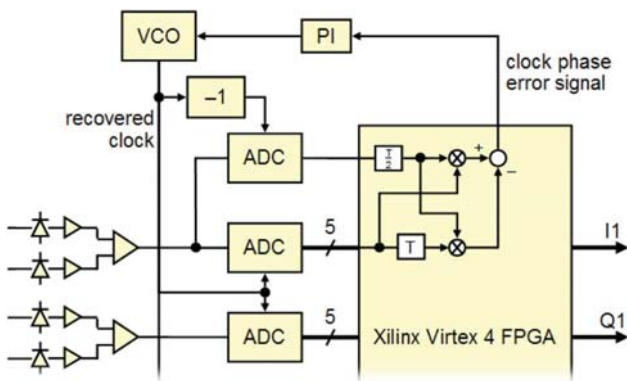 VCO
PI
clock phase
error signal
–1
recovered
clock
ADC
T
2
+
–
5
ADC
T
I1
5
ADC
Xilinx Virtex 4 FPGA
Q1